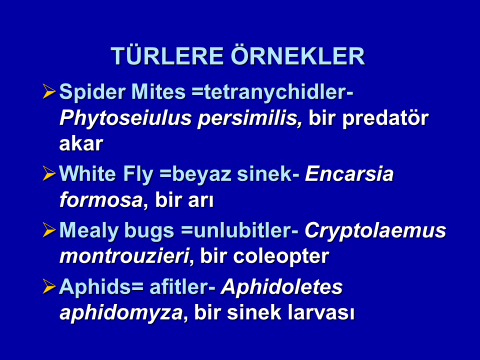 TÜRLERE ÖRNEKLER
Spider Mites =tetranychidler-
Phytoseiulus persimilis, bir predatör
akar
White Fly =beyaz sinek- Encarsia
formosa, bir arı
Mealy bugs =unlubitler- Cryptolaemus
montrouzieri, bir coleopter
Aphids= afitler- Aphidoletes
aphidomyza, bir sinek larvası